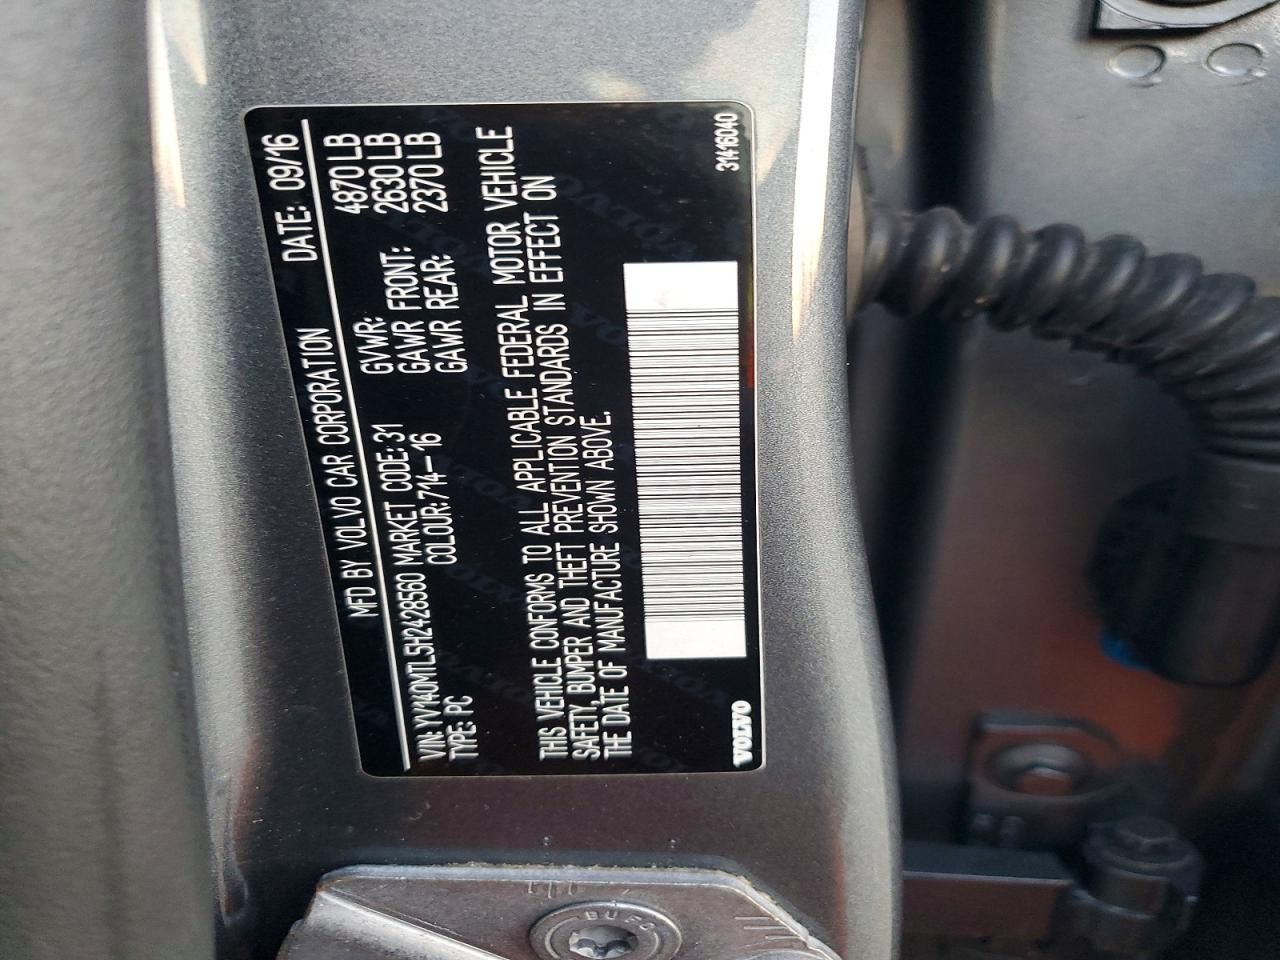 MFD BY VOLVO CAR CORPORATION DATE: 09/16
VIN: YV140MTL5H2428560 MARKET CODE: 31 GVWR: 4870 LB
TYPE: PC COLOUR: 714-16 GAWR FRONT: 2630 LB
GAWR REAR: 2370 LB
THIS VEHICLE CONFORMS TO ALL APPLICABLE FEDERAL MOTOR VEHICLE
SAFETY, BUMPER AND THEFT PREVENTION STANDARDS IN EFFECT ON
THE DATE OF MANUFACTURE SHOWN ABOVE.
VOLVO 31416040
BUFO